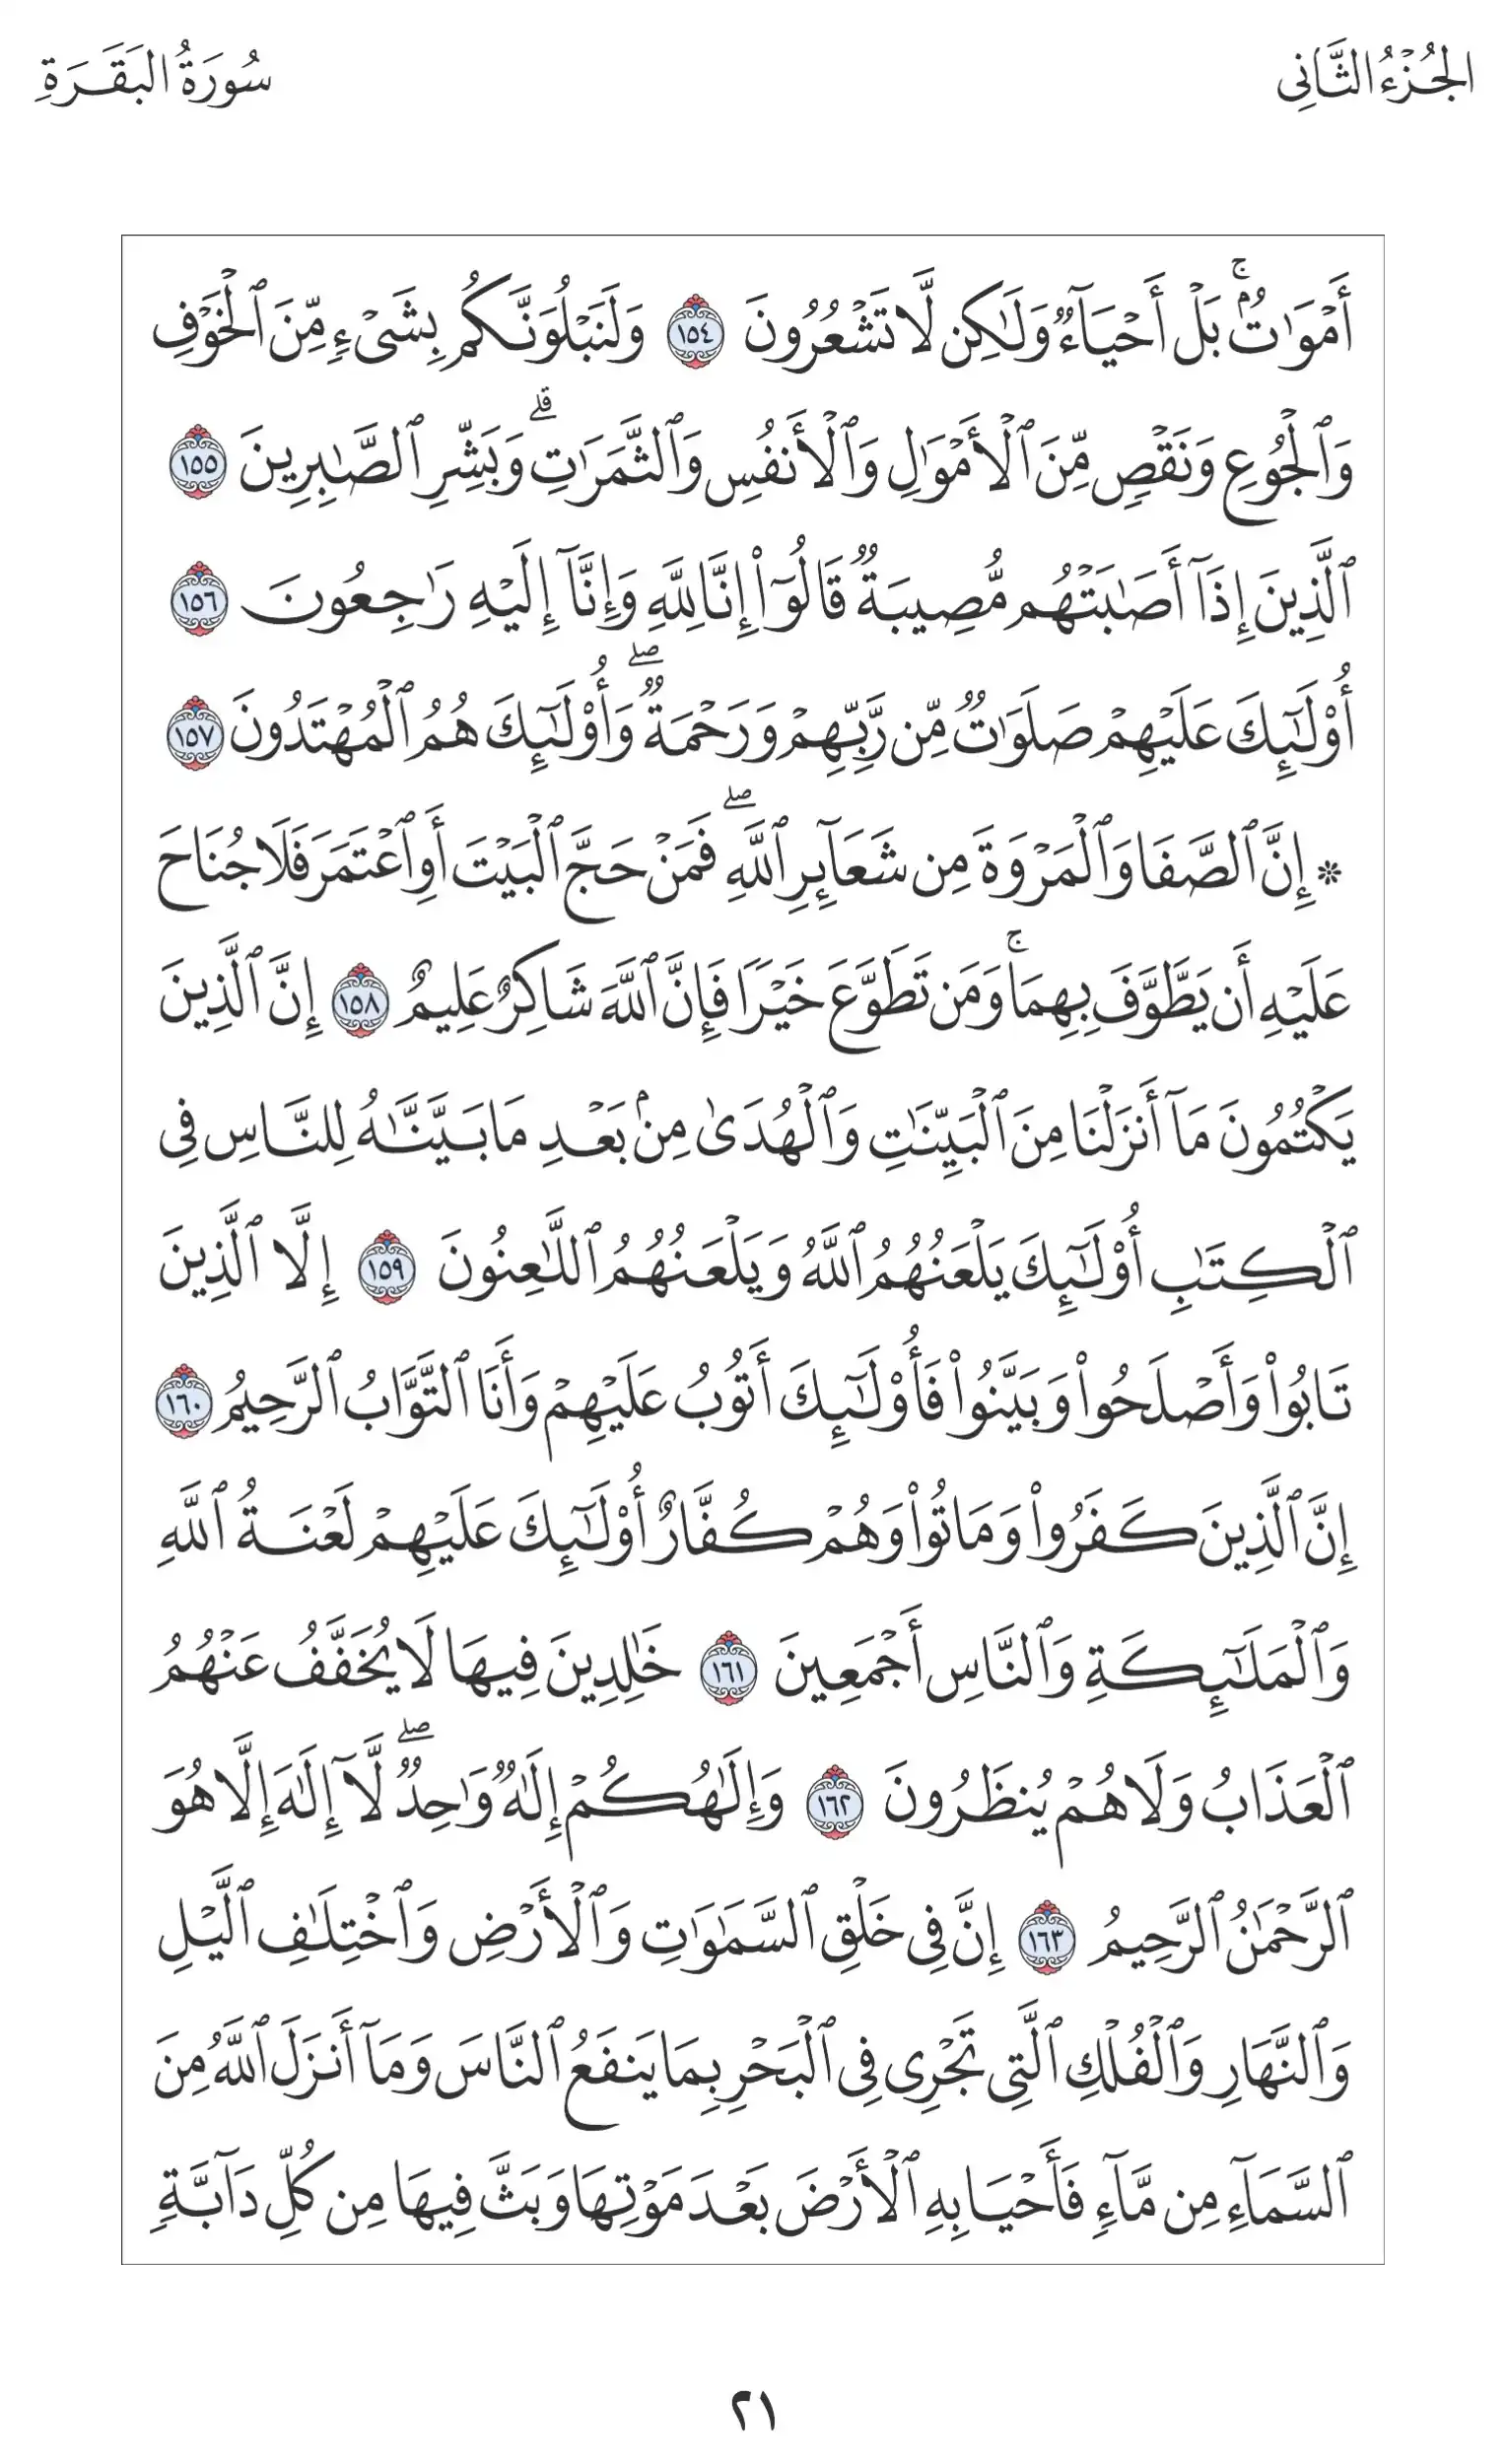 الجُزْءُ الثَّانِي
سُورَةُ البَقَرَةِ
أَمۡوَٰتُۢۚ بَلۡ أَحۡيَآءٞ وَلَٰكِن لَّا تَشۡعُرُونَ ١٥٤ وَلَنَبۡلُوَنَّكُم بِشَيۡءٖ مِّنَ ٱلۡخَوۡفِ
وَٱلۡجُوعِ وَنَقۡصٖ مِّنَ ٱلۡأَمۡوَٰلِ وَٱلۡأَنفُسِ وَٱلثَّمَرَٰتِۗ وَبَشِّرِ ٱلصَّٰبِرِينَ ١٥٥
ٱلَّذِينَ إِذَآ أَصَٰبَتۡهُم مُّصِيبَةٞ قَالُوٓاْ إِنَّا لِلَّهِ وَإِنَّآ إِلَيۡهِ رَٰجِعُونَ ١٥٦
أُوْلَٰٓئِكَ عَلَيۡهِمۡ صَلَوَٰتٞ مِّن رَّبِّهِمۡ وَرَحۡمَةٞۖ وَأُوْلَٰٓئِكَ هُمُ ٱلۡمُهۡتَدُونَ ١٥٧
* إِنَّ ٱلصَّفَا وَٱلۡمَرۡوَةَ مِن شَعَآئِرِ ٱللَّهِۖ فَمَنۡ حَجَّ ٱلۡبَيۡتَ أَوِ ٱعۡتَمَرَ فَلَا جُنَاحَ
عَلَيۡهِ أَن يَطَّوَّفَ بِهِمَاۚ وَمَن تَطَوَّعَ خَيۡرٗا فَإِنَّ ٱللَّهَ شَاكِرٌ عَلِيمٌ ١٥٨ إِنَّ ٱلَّذِينَ
يَكۡتُمُونَ مَآ أَنزَلۡنَا مِنَ ٱلۡبَيِّنَٰتِ وَٱلۡهُدَىٰ مِنۢ بَعۡدِ مَا بَيَّنَّٰهُ لِلنَّاسِ فِي
ٱلۡكِتَٰبِ أُوْلَٰٓئِكَ يَلۡعَنُهُمُ ٱللَّهُ وَيَلۡعَنُهُمُ ٱللَّٰعِنُونَ ١٥٩ إِلَّا ٱلَّذِينَ
تَابُواْ وَأَصۡلَحُواْ وَبَيَّنُواْ فَأُوْلَٰٓئِكَ أَتُوبُ عَلَيۡهِمۡ وَأَنَا ٱلتَّوَّابُ ٱلرَّحِيمُ ١٦٠
إِنَّ ٱلَّذِينَ كَفَرُواْ وَمَاتُواْ وَهُمۡ كُفَّارٌ أُوْلَٰٓئِكَ عَلَيۡهِمۡ لَعۡنَةُ ٱللَّهِ
وَٱلۡمَلَٰٓئِكَةِ وَٱلنَّاسِ أَجۡمَعِينَ ١٦١ خَٰلِدِينَ فِيهَا لَا يُخَفَّفُ عَنۡهُمُ
ٱلۡعَذَابُ وَلَا هُمۡ يُنظَرُونَ ١٦٢ وَإِلَٰهُكُمۡ إِلَٰهٞ وَٰحِدٞۖ لَّآ إِلَٰهَ إِلَّا هُوَ
ٱلرَّحۡمَٰنُ ٱلرَّحِيمُ ١٦٣ إِنَّ فِي خَلۡقِ ٱلسَّمَٰوَٰتِ وَٱلۡأَرۡضِ وَٱخۡتِلَٰفِ ٱلَّيۡلِ
وَٱلنَّهَارِ وَٱلۡفُلۡكِ ٱلَّتِي تَجۡرِي فِي ٱلۡبَحۡرِ بِمَا يَنفَعُ ٱلنَّاسَ وَمَآ أَنزَلَ ٱللَّهُ مِنَ
ٱلسَّمَآءِ مِن مَّآءٖ فَأَحۡيَا بِهِ ٱلۡأَرۡضَ بَعۡدَ مَوۡتِهَا وَبَثَّ فِيهَا مِن كُلِّ دَآبَّةٖ
٢١